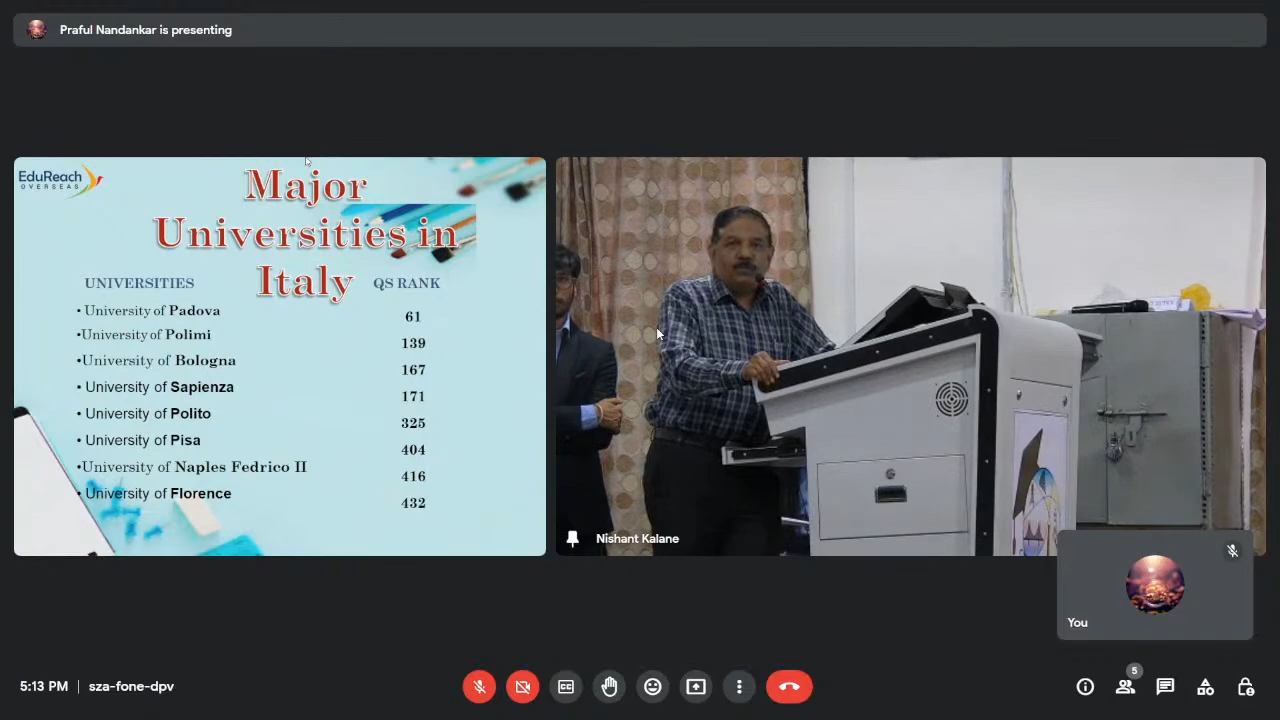 Praful Nandankar is presenting
EduReach
OVERSEAS
Major
Universities in
Italy
UNIVERSITIES QS RANK
• University of Padova 61
•University of Polimi 139
•University of Bologna 167
• University of Sapienza 171
• University of Polito 325
• University of Pisa 404
•University of Naples Fedrico II 416
• University of Florence 432
Nishant Kalane
You
5:13 PM | sza-fone-dpv
5